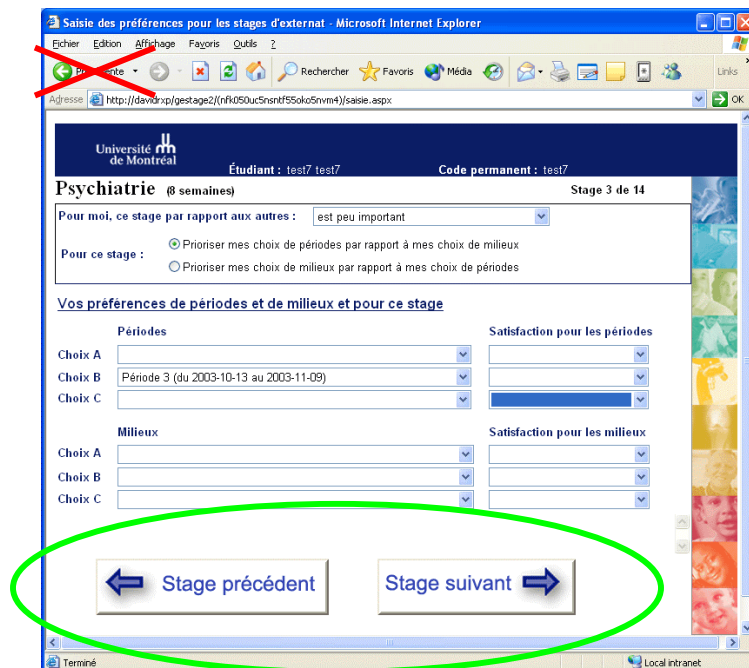 Saisie des préférences pour les stages d'externat - Microsoft Internet Explorer
Fichier Edition Affichage Favoris Outils ?
Rechercher Favoris Média Links
Adresse http://davidrxp/gestage2/(nfk050uc5nsntf55oko5nvm4)/saisie.aspx OK
Université
de Montréal
Étudiant : test7 test7 Code permanent : test7
Psychiatrie (8 semaines) Stage 3 de 14
Pour moi, ce stage par rapport aux autres : est peu important
Pour ce stage :
Prioriser mes choix de périodes par rapport à mes choix de milieux
Prioriser mes choix de milieux par rapport à mes choix de périodes
Vos préférences de périodes et de milieux et pour ce stage
Périodes Satisfaction pour les périodes
Choix A
Choix B Période 3 (du 2003-10-13 au 2003-11-09)
Choix C
Milieux Satisfaction pour les milieux
Choix A
Choix B
Choix C
Stage précédent Stage suivant
Terminé Local intranet